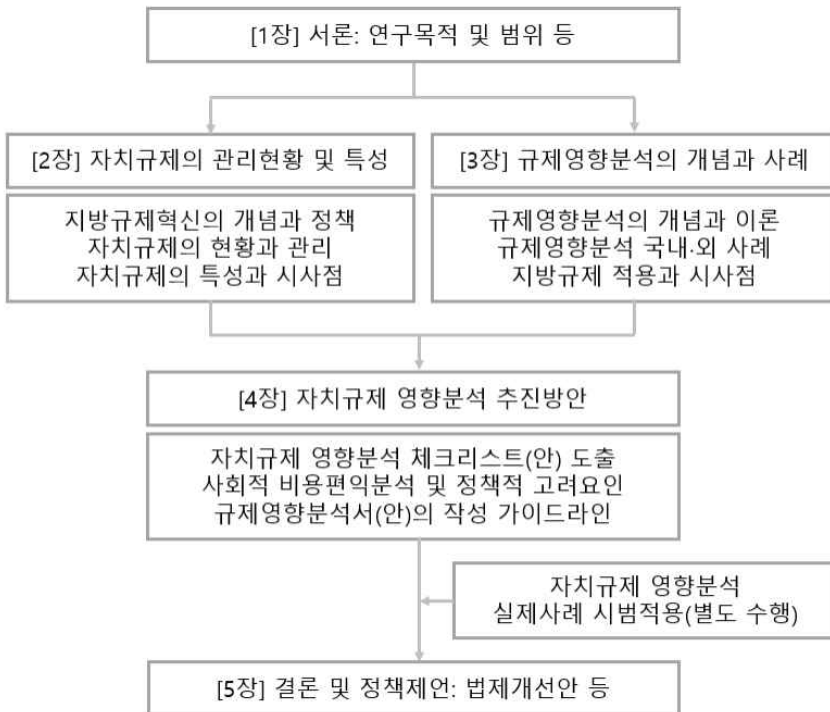 [1장] 서론: 연구목적 및 범위 등
[2장] 자치규제의 관리현황 및 특성
지방규제혁신의 개념과 정책
자치규제의 현황과 관리
자치규제의 특성과 시사점
[3장] 규제영향분석의 개념과 사례
규제영향분석의 개념과 이론
규제영향분석 국내·외 사례
지방규제 적용과 시사점
[4장] 자치규제 영향분석 추진방안
자치규제 영향분석 체크리스트(안) 도출
사회적 비용편익분석 및 정책적 고려요인
규제영향분석서(안)의 작성 가이드라인
자치규제 영향분석
실제사례 시범적용(별도 수행)
[5장] 결론 및 정책제언: 법제개선안 등